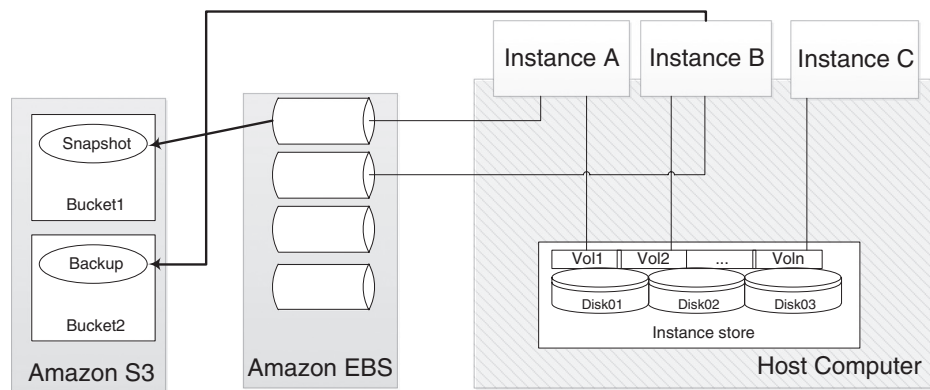 Instance A
Instance B
Instance C
Snapshot
Bucket1
Backup
Bucket2
Amazon S3
Amazon EBS
Vol1
Vol2
...
Voln
Disk01
Disk02
Disk03
Instance store
Host Computer